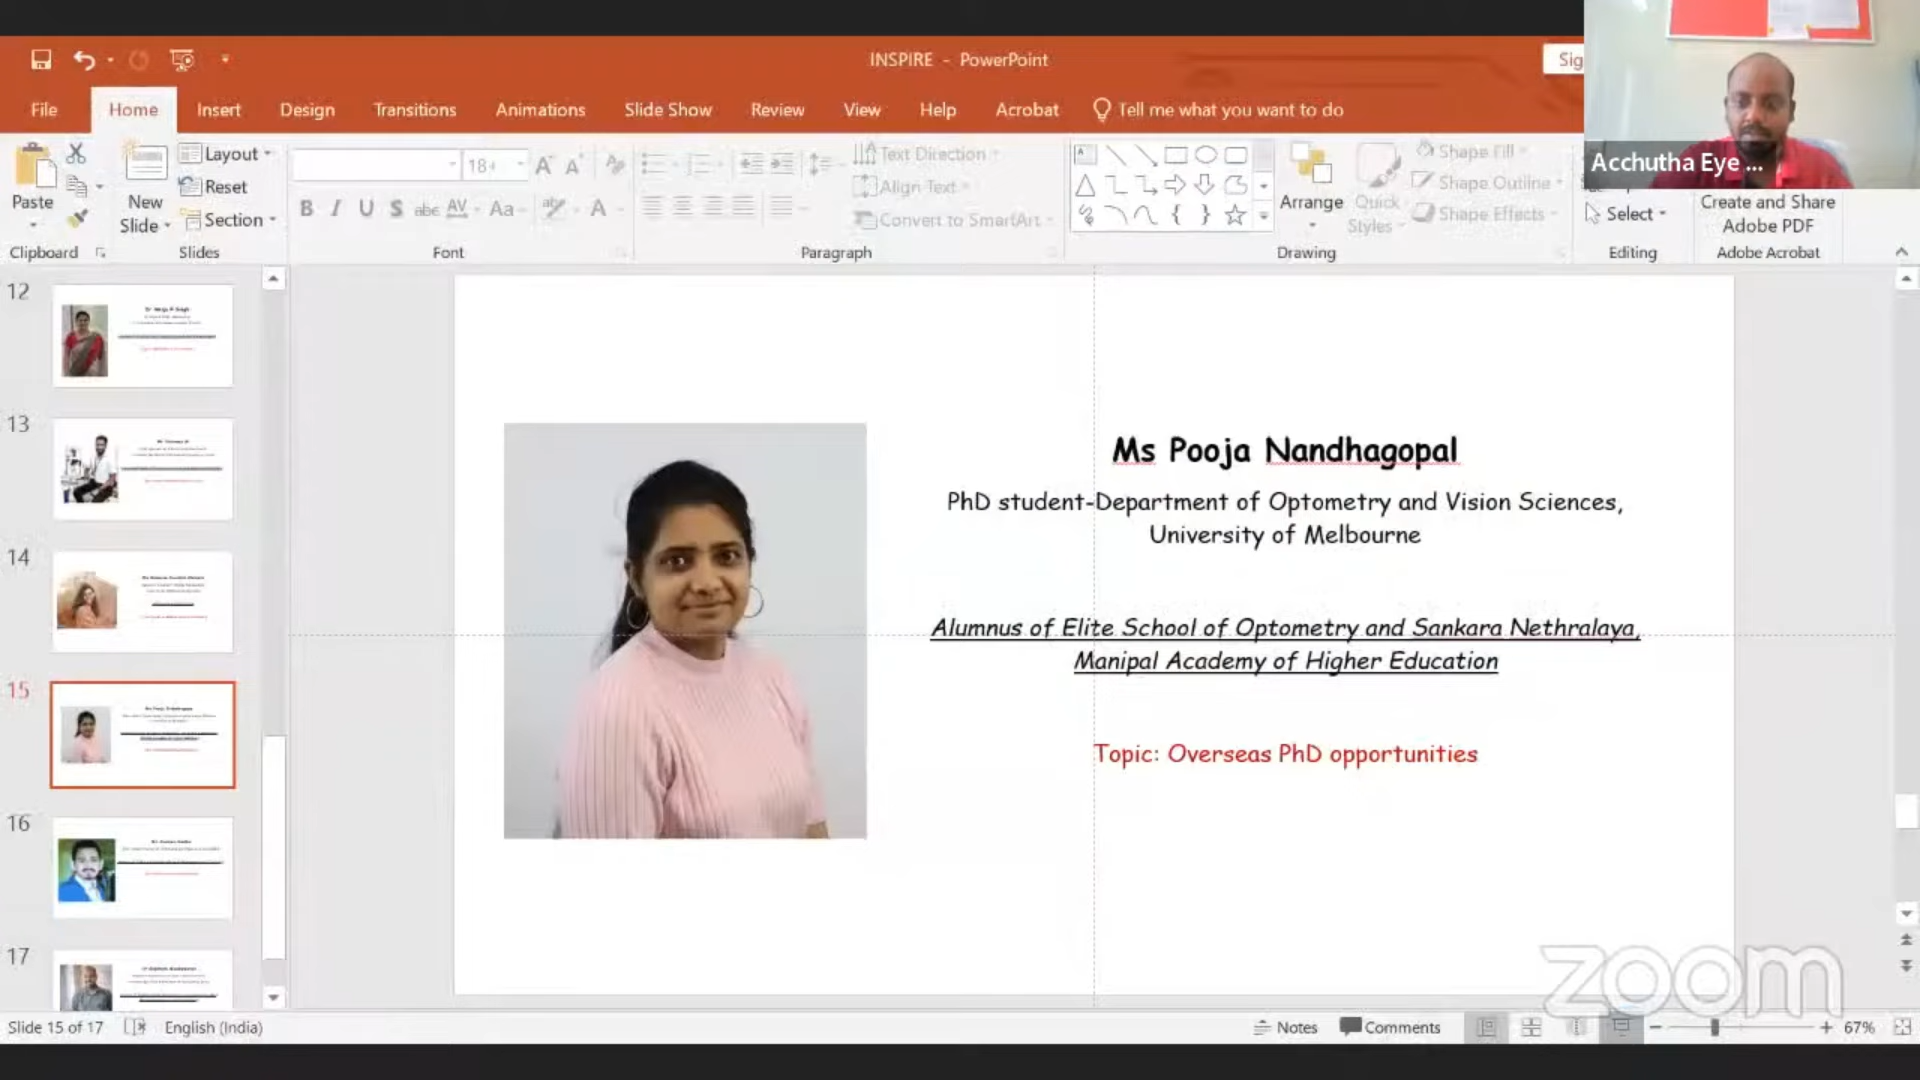 INSPIRE - PowerPoint
Sig
File Home Insert Design Transitions Animations Slide Show Review View Help Acrobat Tell me what you want to do
Acchutha Eye ...
Paste
Clipboard
New Slide
Layout
Reset
Section
Slides
18+
Font
Text Direction
Align Text
Convert to SmartArt
Paragraph
Arrange
Quick Styles
Shape Fill
Shape Outline
Shape Effects
Drawing
Select
Editing
Create and Share
Adobe PDF
Adobe Acrobat
12
13
14
15
16
17
Ms Pooja Nandhagopal
PhD student-Department of Optometry and Vision Sciences,
University of Melbourne
Alumnus of Elite School of Optometry and Sankara Nethralaya,
Manipal Academy of Higher Education
Topic: Overseas PhD opportunities
zoom
Slide 15 of 17 English (India) Notes Comments 67%